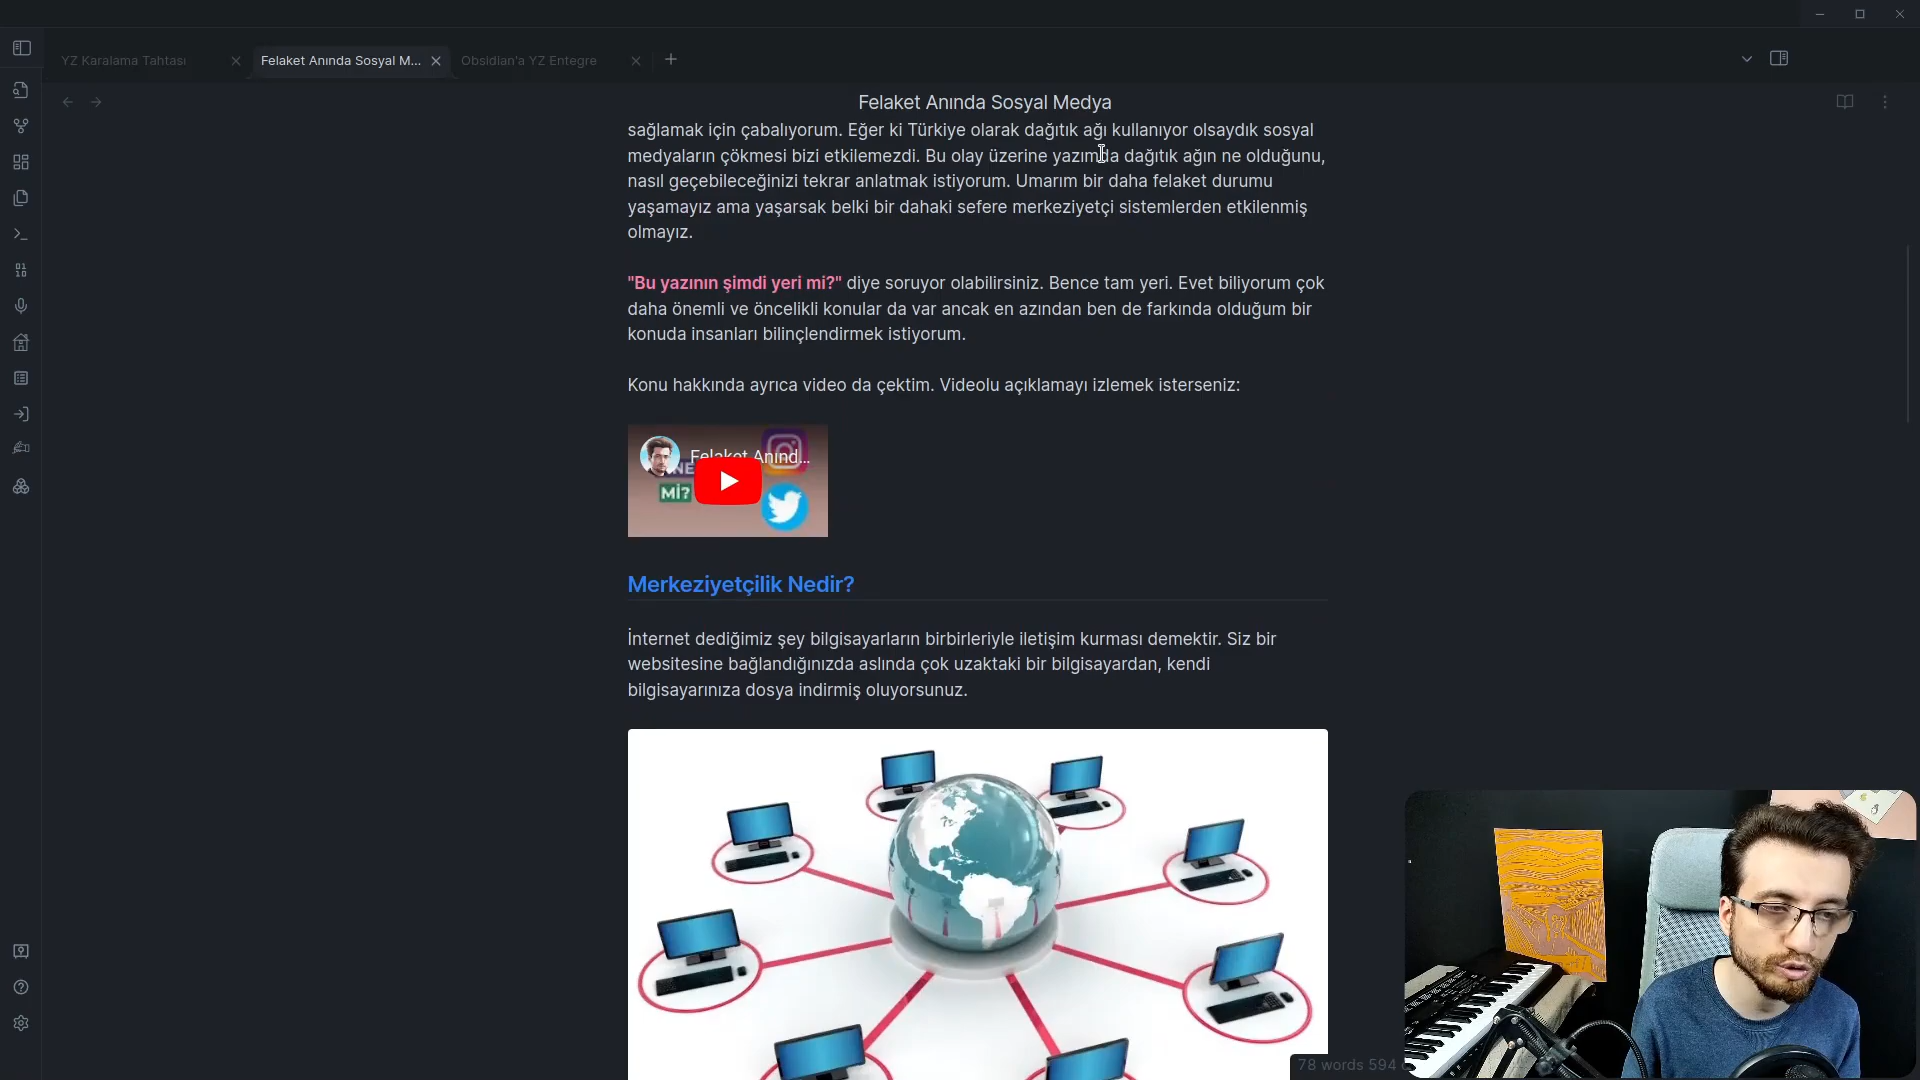 YZ Karalama Tahtası
Felaket Anında Sosyal M...
Obsidian'a YZ Entegre
Felaket Anında Sosyal Medya
sağlamak için çabalıyorum. Eğer ki Türkiye olarak dağıtık ağı kullanıyor olsaydık sosyal
medyaların çökmesi bizi etkilemezdi. Bu olay üzerine yazımda dağıtık ağın ne olduğunu,
nasıl geçebileceğinizi tekrar anlatmak istiyorum. Umarım bir daha felaket durumu
yaşamayız ama yaşarsak belki bir dahaki sefere merkeziyetçi sistemlerden etkilenmiş
olmayız.
"Bu yazının şimdi yeri mi?" diye soruyor olabilirsiniz. Bence tam yeri. Evet biliyorum çok
daha önemli ve öncelikli konular da var ancak en azından ben de farkında olduğum bir
konuda insanları bilinçlendirmek istiyorum.
Konu hakkında ayrıca video da çektim. Videolu açıklamayı izlemek isterseniz:
Felaket Anınd...
Mİ?
Merkeziyetçilik Nedir?
İnternet dediğimiz şey bilgisayarların birbirleriyle iletişim kurması demektir. Siz bir
websitesine bağlandığınızda aslında çok uzaktaki bir bilgisayardan, kendi
bilgisayarınıza dosya indirmiş oluyorsunuz.
78 words 594